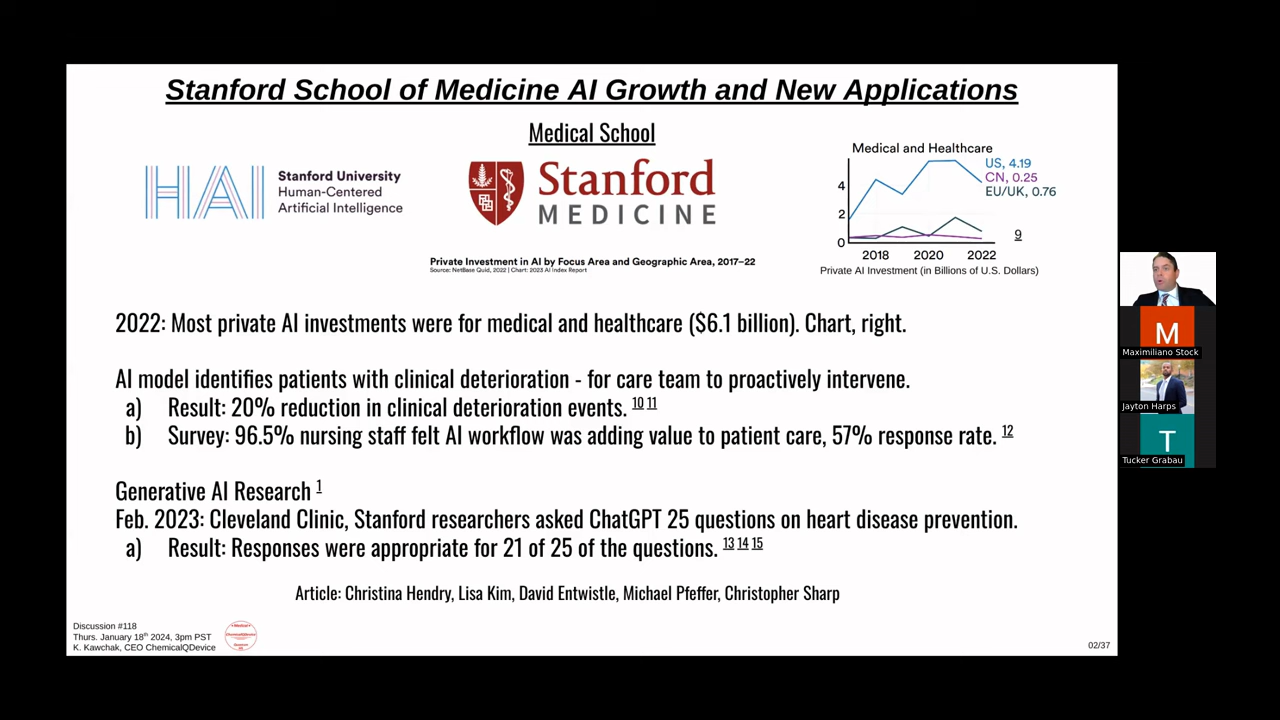 Stanford School of Medicine AI Growth and New Applications
Medical School
HAI
Stanford University
Human-Centered
Artificial Intelligence
Stanford
MEDICINE
Private Investment in AI by Focus Area and Geographic Area, 2017–22
Source: NetBase Quid, 2022 | Chart: 2023 AI Index Report
Medical and Healthcare
US, 4.19
CN, 0.25
EU/UK, 0.76
4
2
0
2018 2020 2022
9
Private AI Investment (in Billions of U.S. Dollars)
2022: Most private AI investments were for medical and healthcare ($6.1 billion). Chart, right.
AI model identifies patients with clinical deterioration - for care team to proactively intervene.
a) Result: 20% reduction in clinical deterioration events. 10 11
b) Survey: 96.5% nursing staff felt AI workflow was adding value to patient care, 57% response rate. 12
Generative AI Research 1
Feb. 2023: Cleveland Clinic, Stanford researchers asked ChatGPT 25 questions on heart disease prevention.
a) Result: Responses were appropriate for 21 of 25 of the questions. 13 14 15
Article: Christina Hendry, Lisa Kim, David Entwistle, Michael Pfeffer, Christopher Sharp
Discussion #118
Thurs. January 18th 2024, 3pm PST
K. Kawchak, CEO ChemicalQDevice
ChemicalQDevice
02/37
M
Maximiliano Stock
Jayton Harps
T
Tucker Grabau